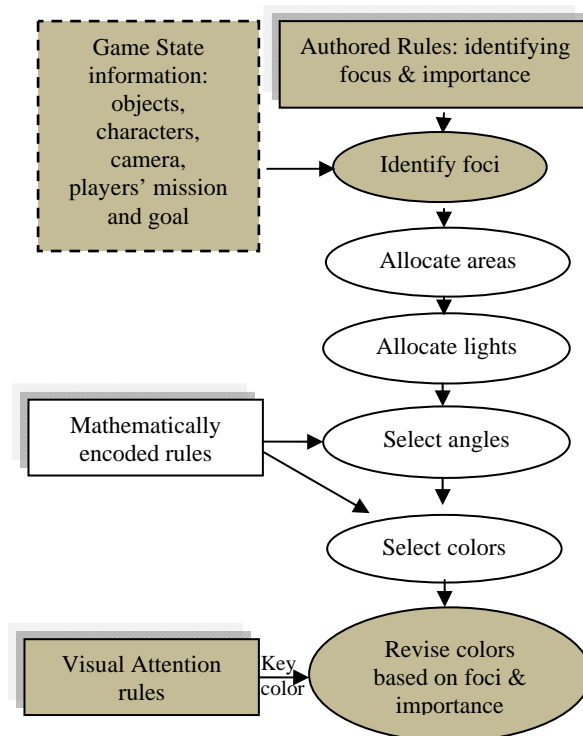 Game State
information:
objects,
characters,
camera,
players’ mission
and goal
Authored Rules: identifying
focus & importance
Identify foci
Allocate areas
Allocate lights
Mathematically
encoded rules
Select angles
Select colors
Visual Attention
rules
Key
color
Revise colors
based on foci &
importance